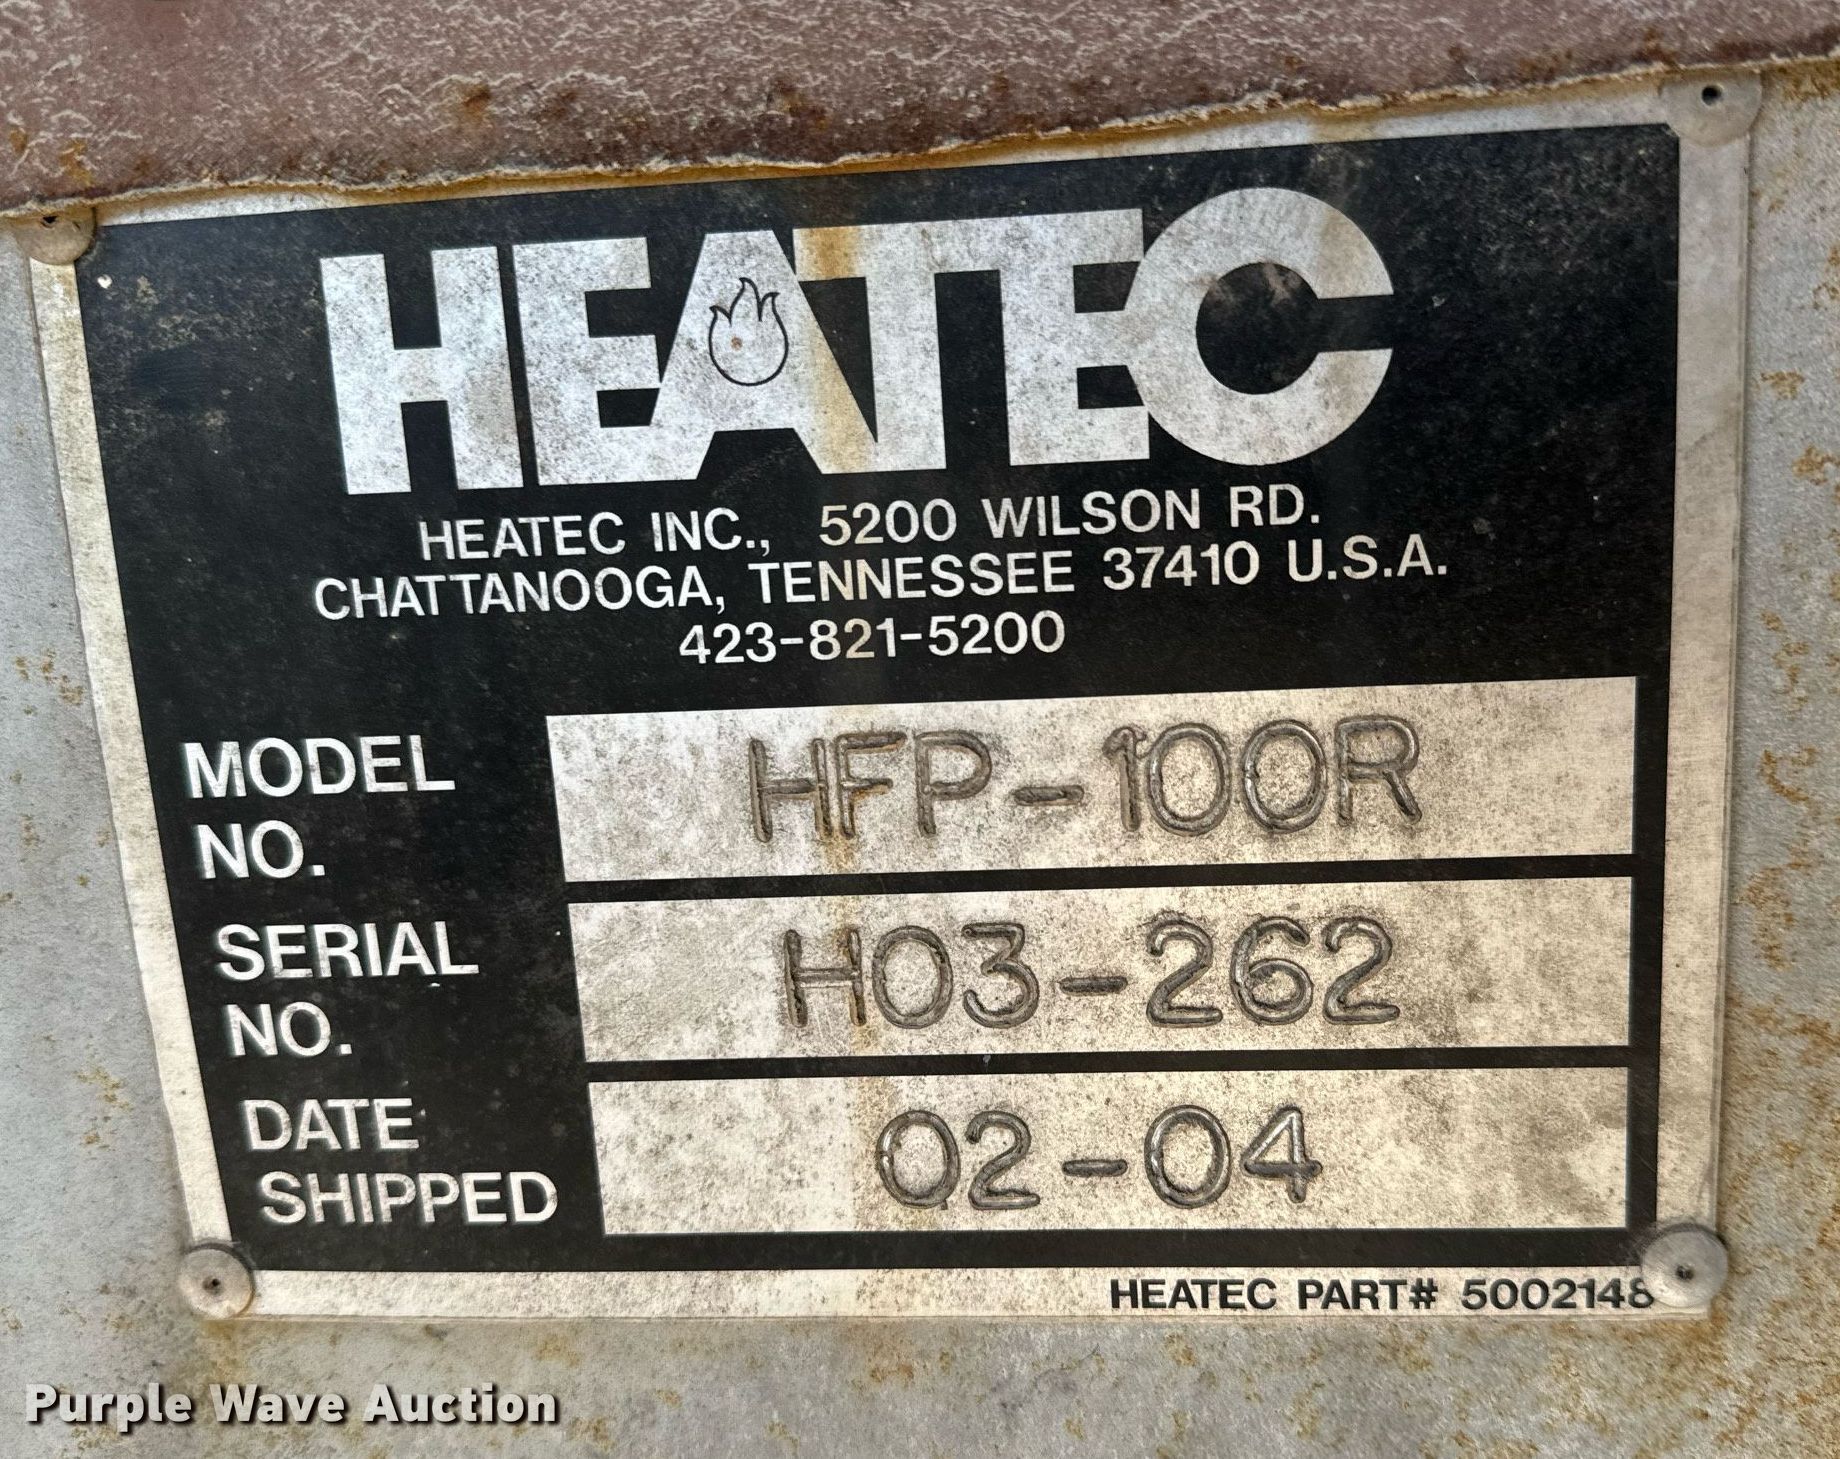 HEATEC
HEATEC INC., 5200 WILSON RD.
CHATTANOOGA, TENNESSEE 37410 U.S.A.
423-821-5200
MODEL NO. HFP-100R
SERIAL NO. H03-262
DATE SHIPPED 02-04
HEATEC PART# 5002148
Purple Wave Auction